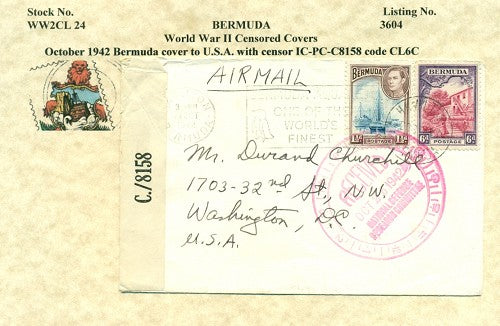 Stock No. BERMUDA Listing No.
WW2CL 24 World War II Censored Covers 3604
October 1942 Bermuda cover to U.S.A. with censor IC-PC-C8158 code CL6C
AIRMAIL
ONE OF THE
WORLD'S
FINEST
BERMUDA
POSTAGE
BERMUDA
POSTAGE
C./8158
Mr. Durand Churchill
1703-32nd St., N.W.
Washington, D.C.
U.S.A.